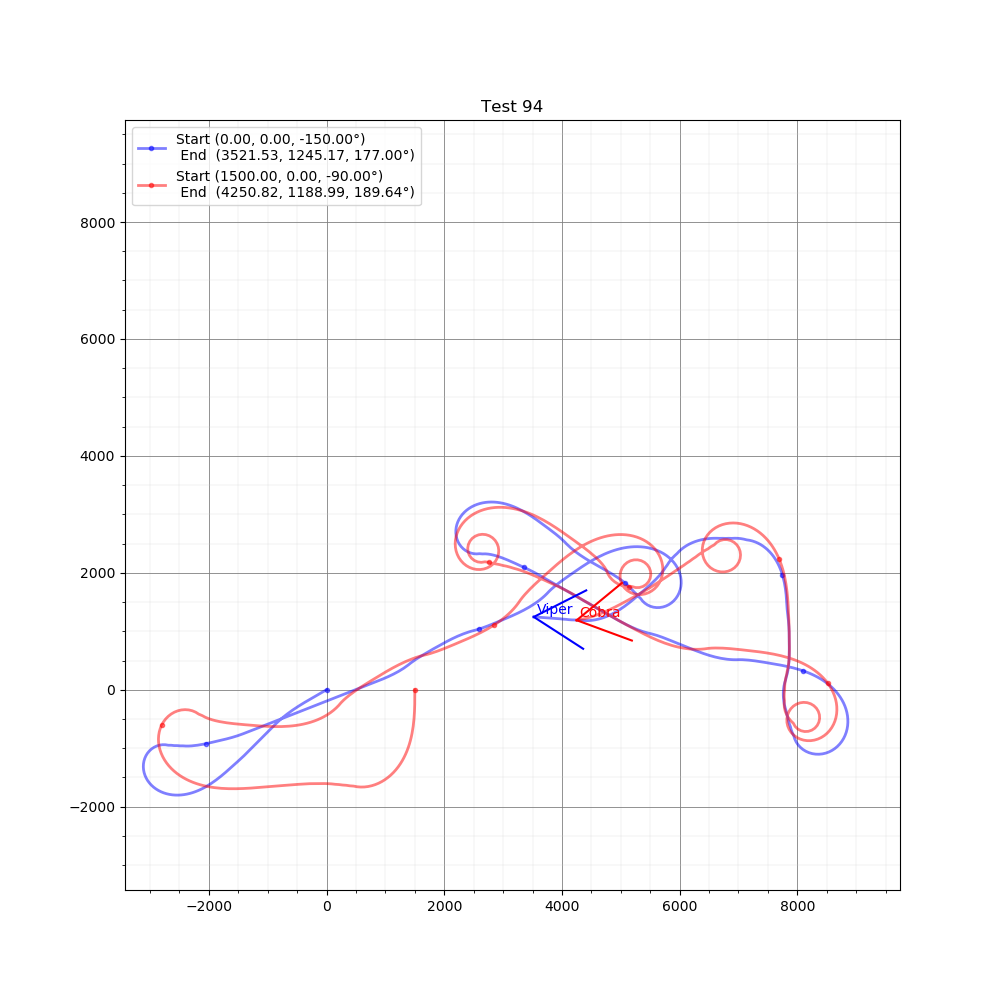 Test 94
Start (0.00, 0.00, -150.00°)
End (3521.53, 1245.17, 177.00°)
Start (1500.00, 0.00, -90.00°)
End (4250.82, 1188.99, 189.64°)
8000
6000
4000
2000
0
−2000
Viper
Cobra
−2000
0
2000
4000
6000
8000